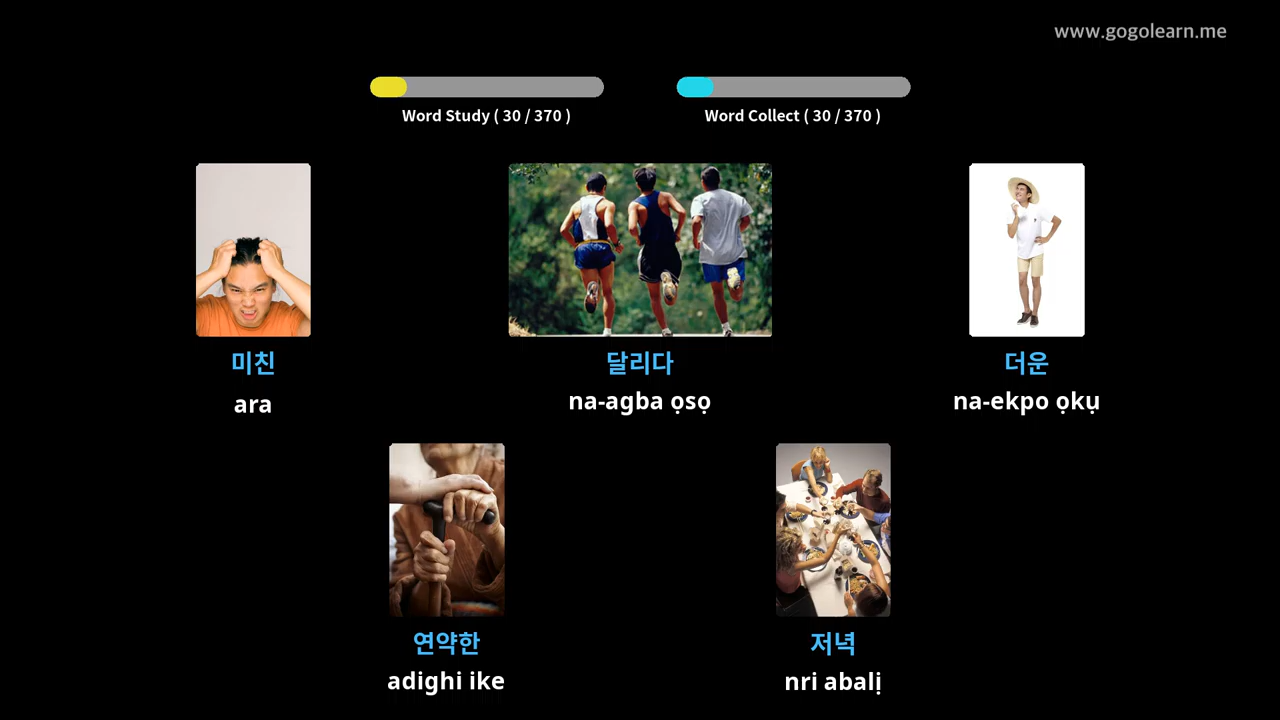 www.gogolearn.me
Word Study ( 30 / 370 )
Word Collect ( 30 / 370 )
미친
ara
달리다
na-agba ọsọ
더운
na-ekpo ọkụ
연약한
adighi ike
저녁
nri abalị